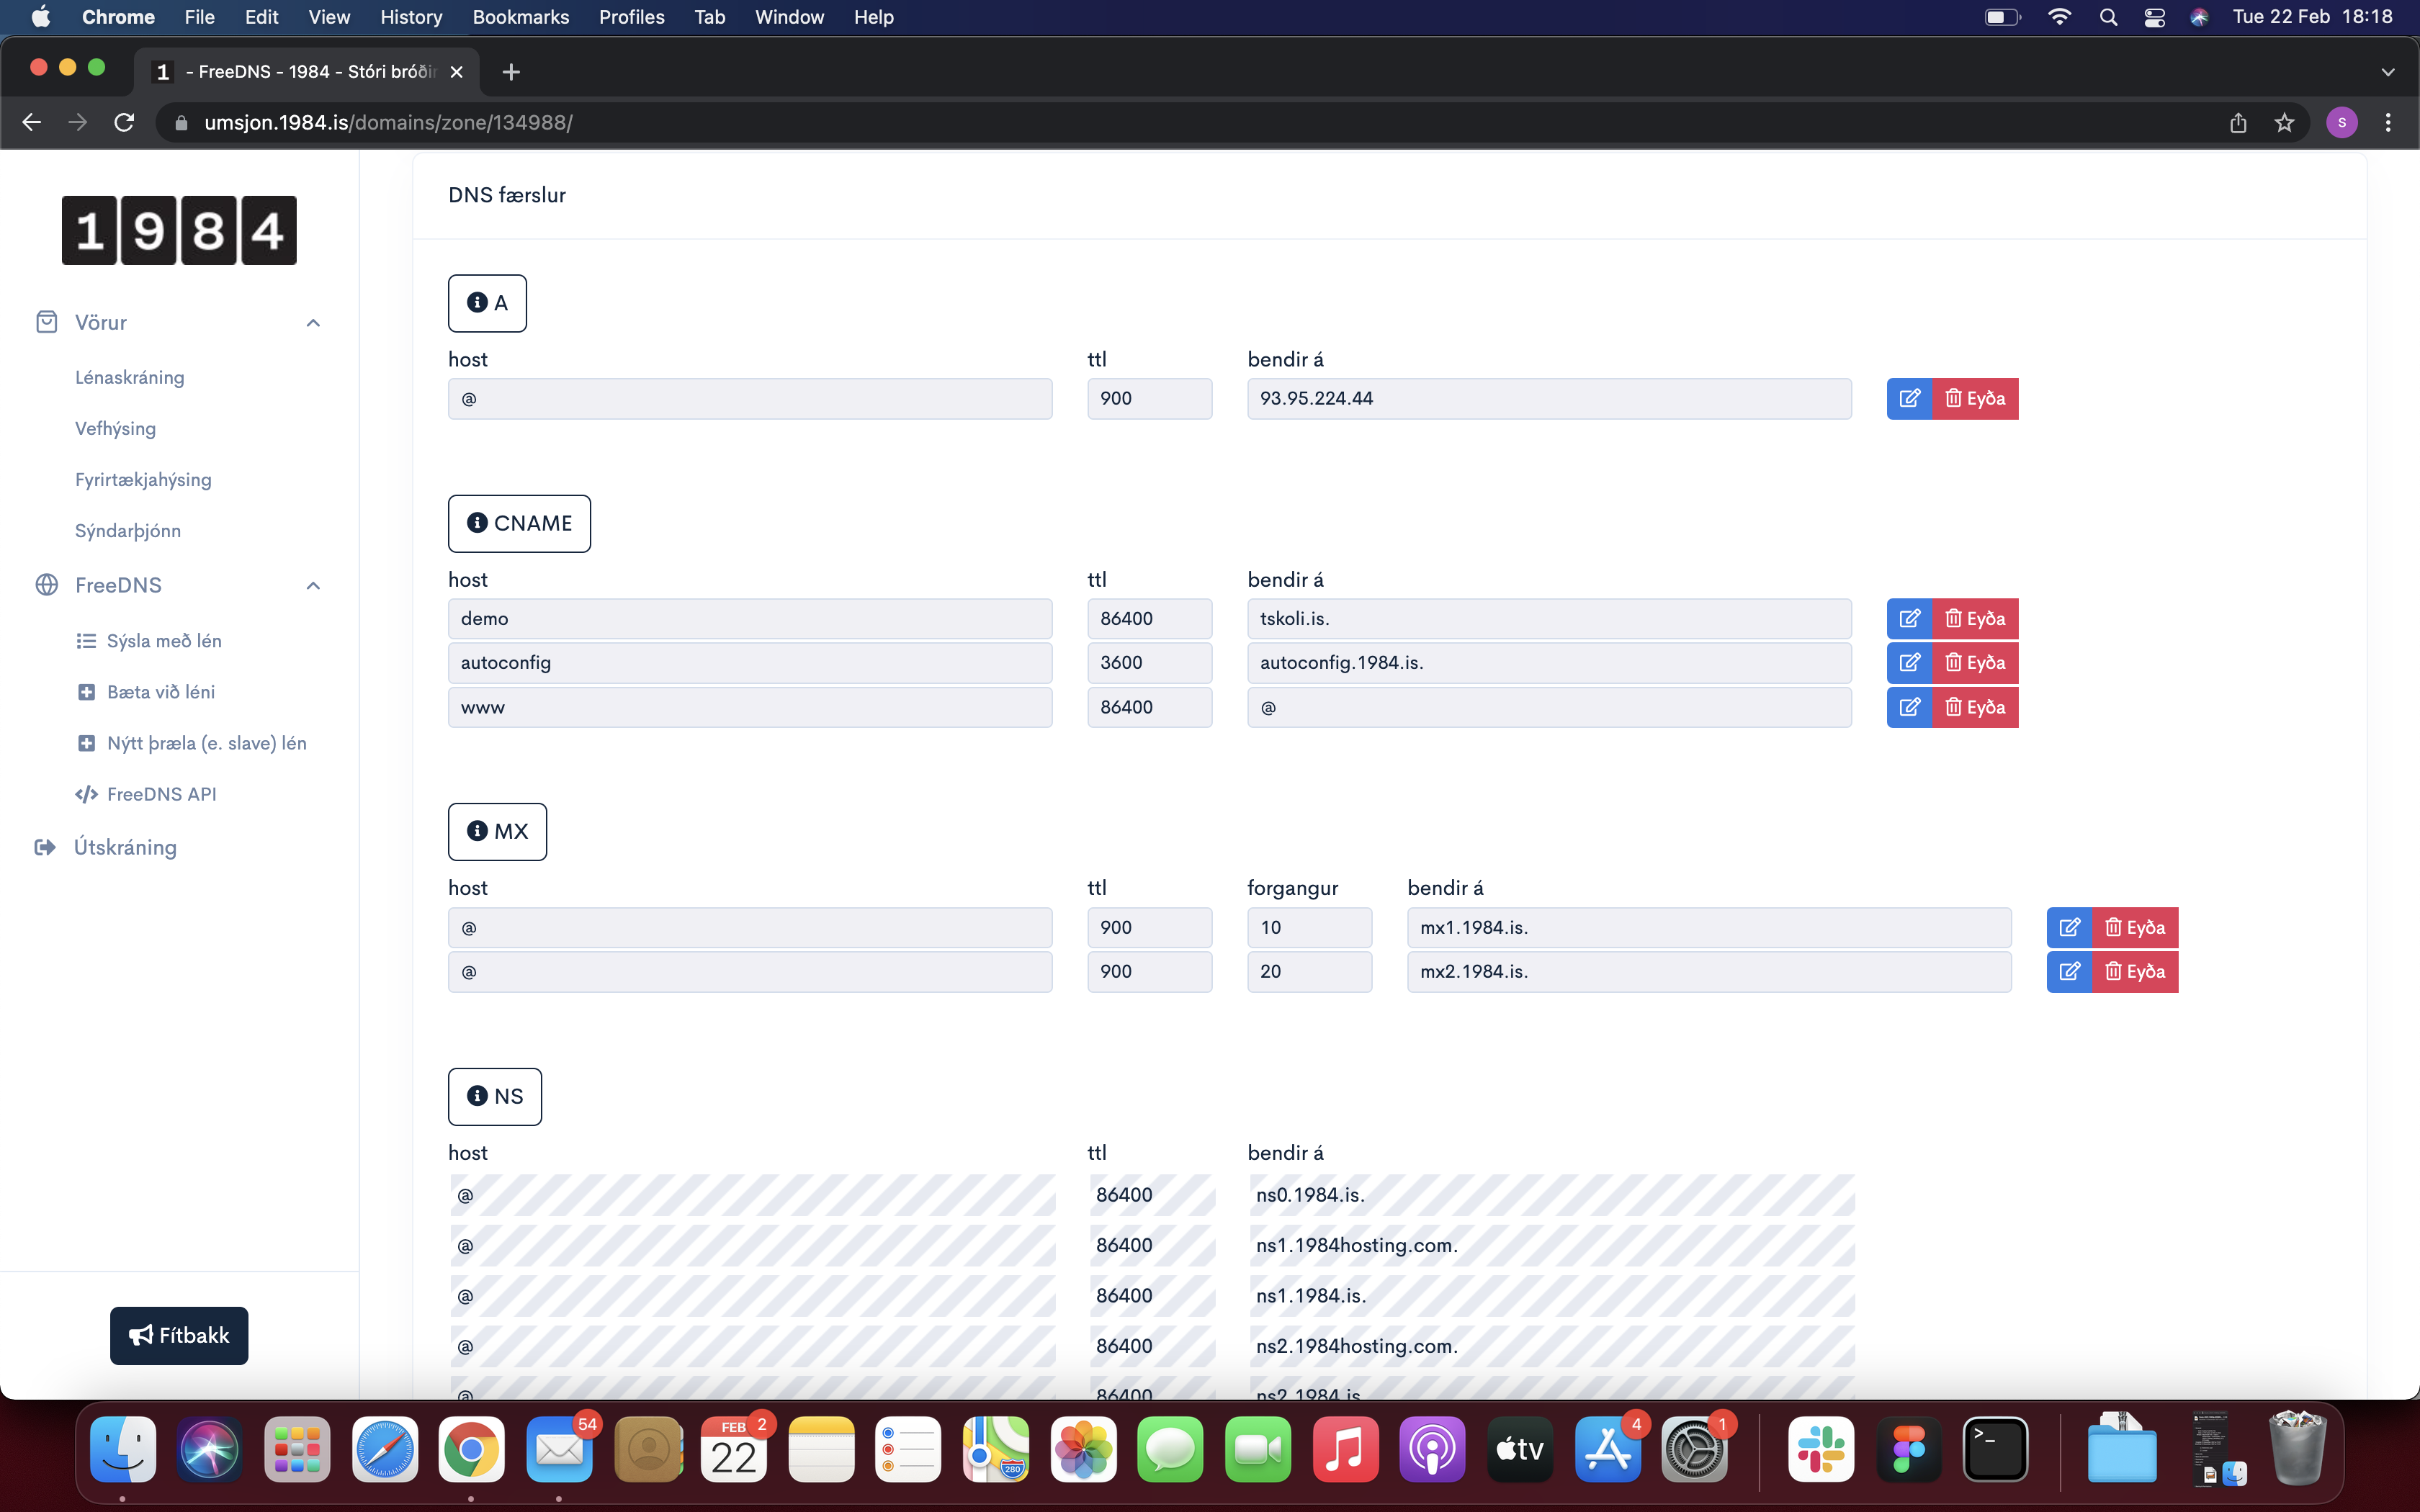 Chrome File Edit View History Bookmarks Profiles Tab Window Help Tue 22 Feb 18:18
1 - FreeDNS - 1984 - Stóri bróðir
umsjon.1984.is/domains/zone/134988/ S
1984
Vörur
Lénaskráning
Vefhýsing
Fyrirtækjahýsing
Sýndarþjónn
FreeDNS
Sýsla með lén
Bæta við léni
Nýtt þræla (e. slave) lén
FreeDNS API
Útskráning
Fítbakk
DNS færslur
A
host ttl bendir á
@ 900 93.95.224.44 Eyða
CNAME
host ttl bendir á
demo 86400 tskoli.is. Eyða
autoconfig 3600 autoconfig.1984.is. Eyða
www 86400 @ Eyða
MX
host ttl forgangur bendir á
@ 900 10 mx1.1984.is. Eyða
@ 900 20 mx2.1984.is. Eyða
NS
host ttl bendir á
@ 86400 ns0.1984.is.
@ 86400 ns1.1984hosting.com.
@ 86400 ns1.1984.is.
@ 86400 ns2.1984hosting.com.
@ 86400 ns2.1984.is.
54 FEB 22 2 280 tv 4 1 >_